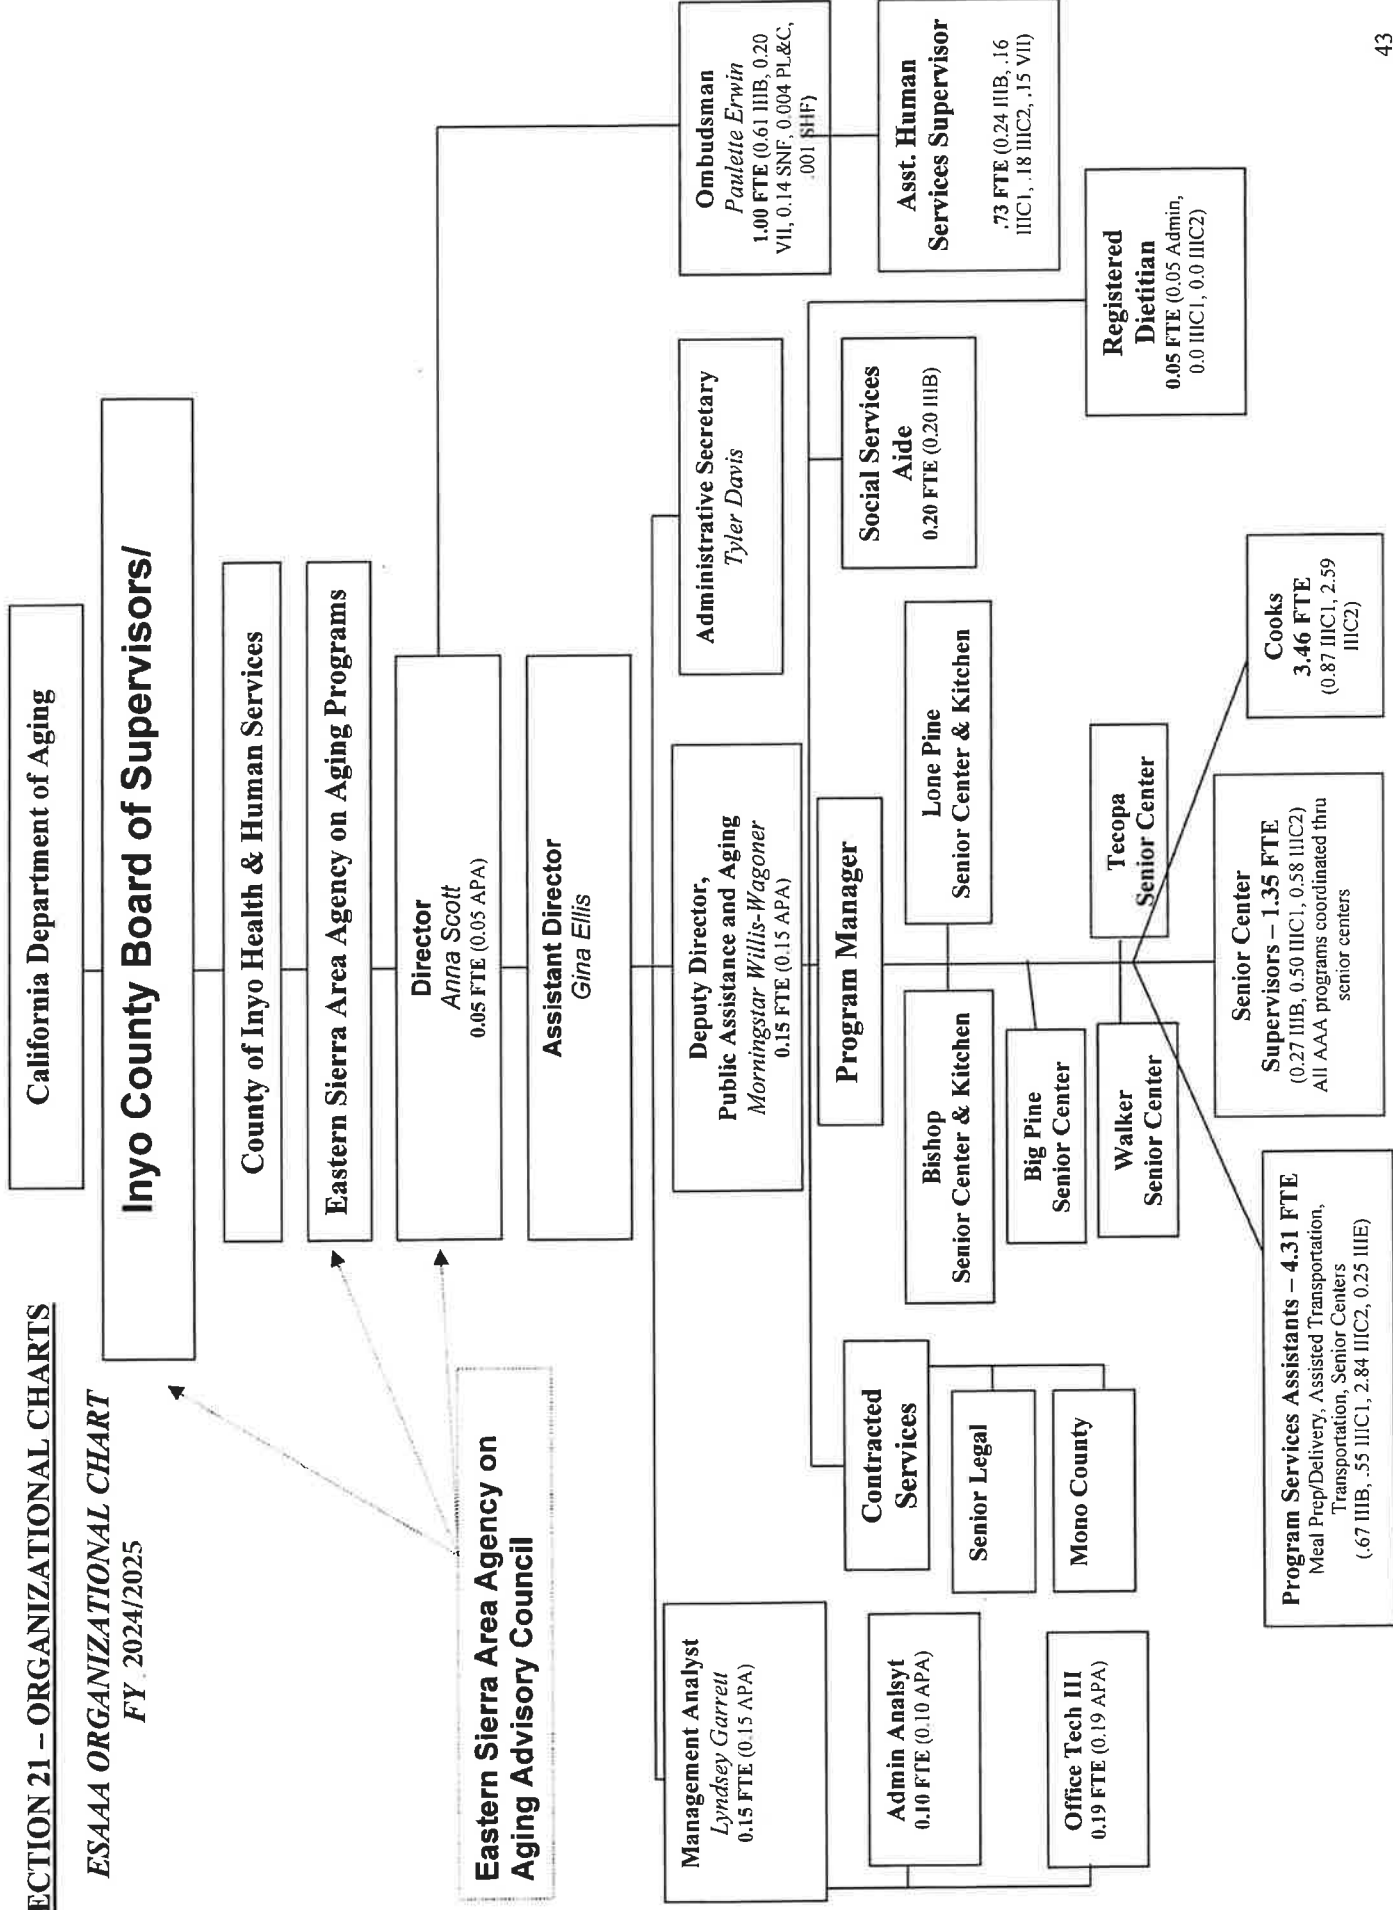 ECTION 21 – ORGANIZATIONAL CHARTS
ESAAA ORGANIZATIONAL CHART
FY 2024/2025
California Department of Aging
Inyo County Board of Supervisors/
County of Inyo Health & Human Services
Eastern Sierra Area Agency on Aging Programs
Eastern Sierra Area Agency on
Aging Advisory Council
Director
Anna Scott
0.05 FTE (0.05 APA)
Assistant Director
Gina Ellis
Management Analyst
Lyndsey Garrett
0.15 FTE (0.15 APA)
Deputy Director,
Public Assistance and Aging
Morningstar Willis-Wagoner
0.15 FTE (0.15 APA)
Administrative Secretary
Tyler Davis
Ombudsman
Paulette Erwin
1.00 FTE (0.61 IIIB, 0.20
VII, 0.14 SNF, 0.004 PL&C,
.001 SHF)
Admin Analsyt
0.10 FTE (0.10 APA)
Office Tech III
0.19 FTE (0.19 APA)
Contracted
Services
Senior Legal
Mono County
Program Manager
Social Services
Aide
0.20 FTE (0.20 IIIB)
Asst. Human
Services Supervisor
.73 FTE (0.24 IIIB, .16
IIIC1, .18 IIIC2, .15 VII)
Bishop
Senior Center & Kitchen
Lone Pine
Senior Center & Kitchen
Big Pine
Senior Center
Walker
Senior Center
Tecopa
Senior Center
Registered
Dietitian
0.05 FTE (0.05 Admin,
0.0 IIIC1, 0.0 IIIC2)
Program Services Assistants – 4.31 FTE
Meal Prep/Delivery, Assisted Transportation,
Transportation, Senior Centers
(.67 IIIB, .55 IIIC1, 2.84 IIIC2, 0.25 IIIE)
Senior Center
Supervisors – 1.35 FTE
(0.27 IIIB, 0.50 IIIC1, 0.58 IIIC2)
All AAA programs coordinated thru
senior centers
Cooks
3.46 FTE
(0.87 IIIC1, 2.59
IIIC2)
43